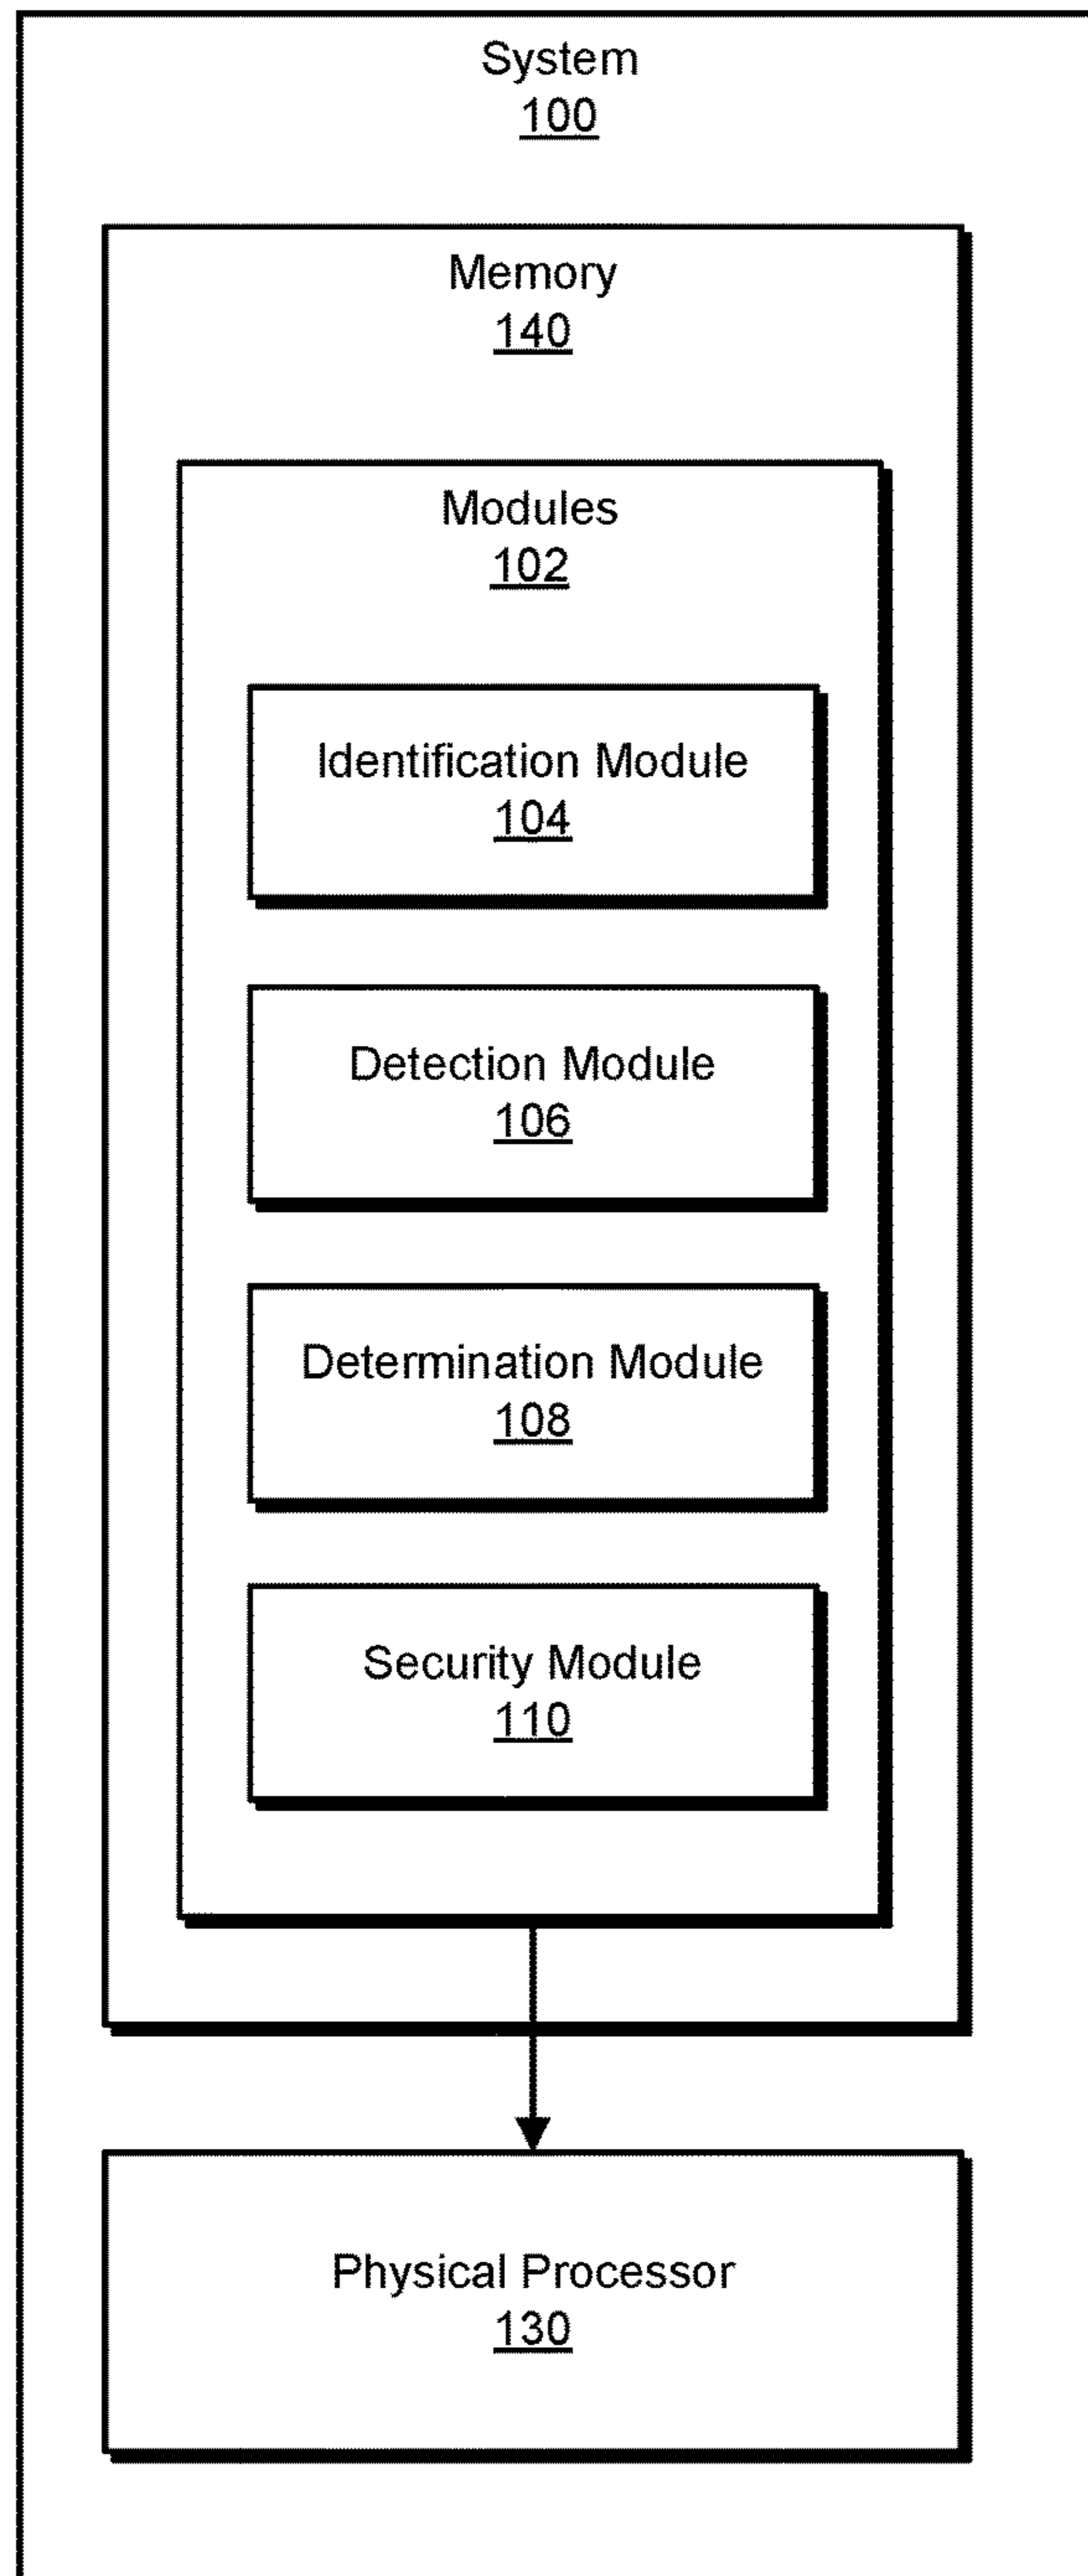 System
100
Memory
140
Modules
102
Identification Module
104
Detection Module
106
Determination Module
108
Security Module
110
Physical Processor
130